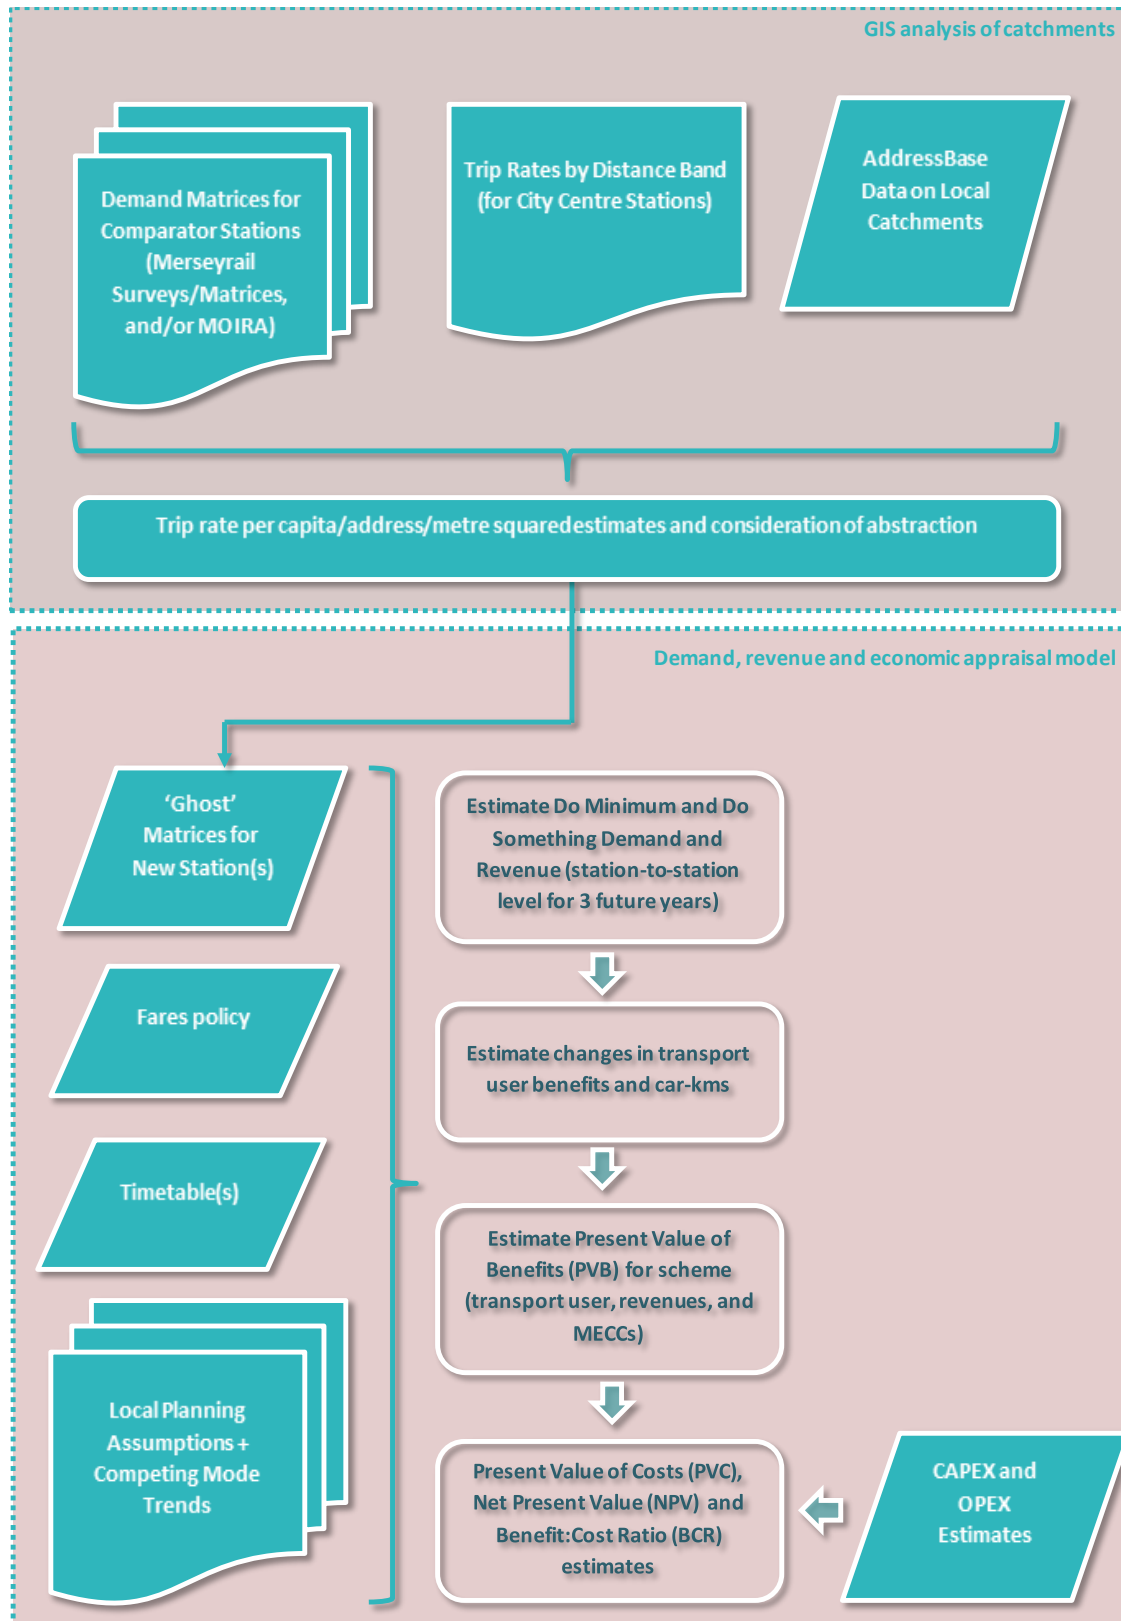 GIS analysis of catchments
Demand Matrices for
Comparator Stations
(Merseyrail
Surveys/Matrices,
and/or MOIRA)
Trip Rates by Distance Band
(for City Centre Stations)
AddressBase
Data on Local
Catchments
Trip rate per capita/address/metre squared estimates and consideration of abstraction
Demand, revenue and economic appraisal model
‘Ghost’
Matrices for
New Station(s)
Fares policy
Timetable(s)
Local Planning
Assumptions +
Competing Mode
Trends
Estimate Do Minimum and Do
Something Demand and
Revenue (station-to-station
level for 3 future years)
Estimate changes in transport
user benefits and car-kms
Estimate Present Value of
Benefits (PVB) for scheme
(transport user, revenues, and
MECCs)
Present Value of Costs (PVC),
Net Present Value (NPV) and
Benefit:Cost Ratio (BCR)
estimates
CAPEX and
OPEX
Estimates